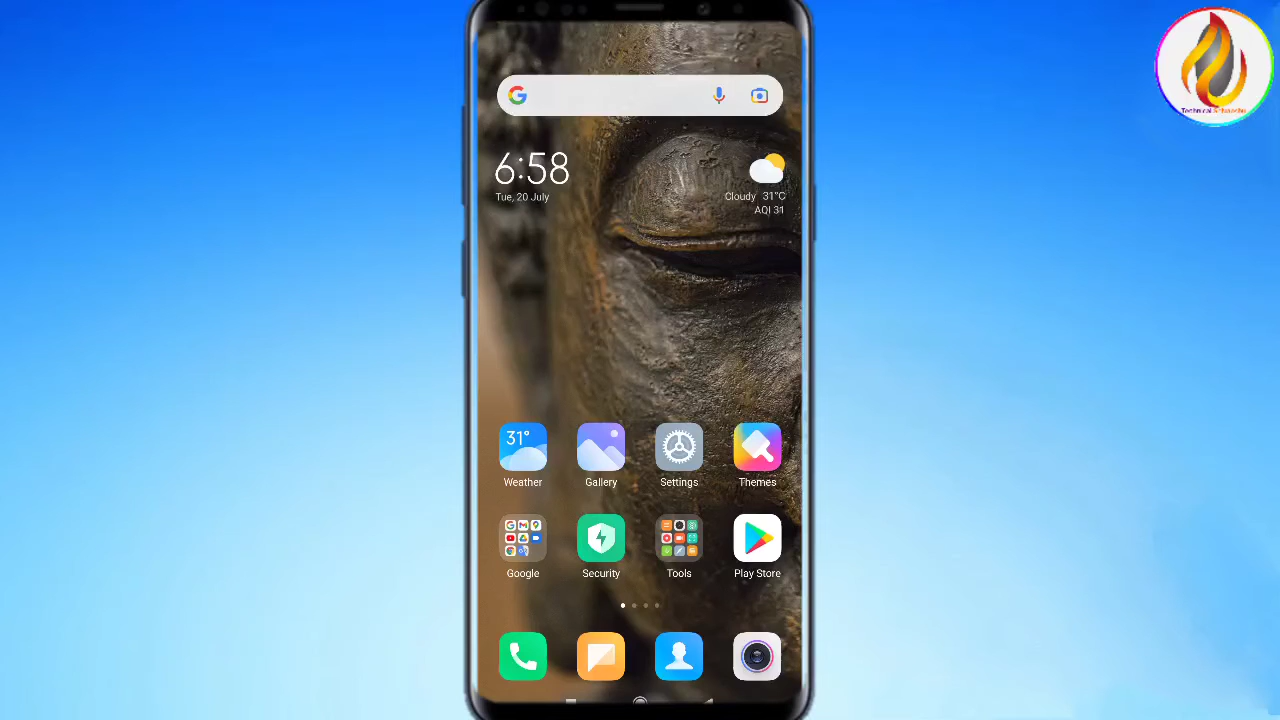 6:58
Tue, 20 July
Cloudy 31°C
AQI 31
31°
Weather
Gallery
Settings
Themes
Google
Security
Tools
Play Store
Technical